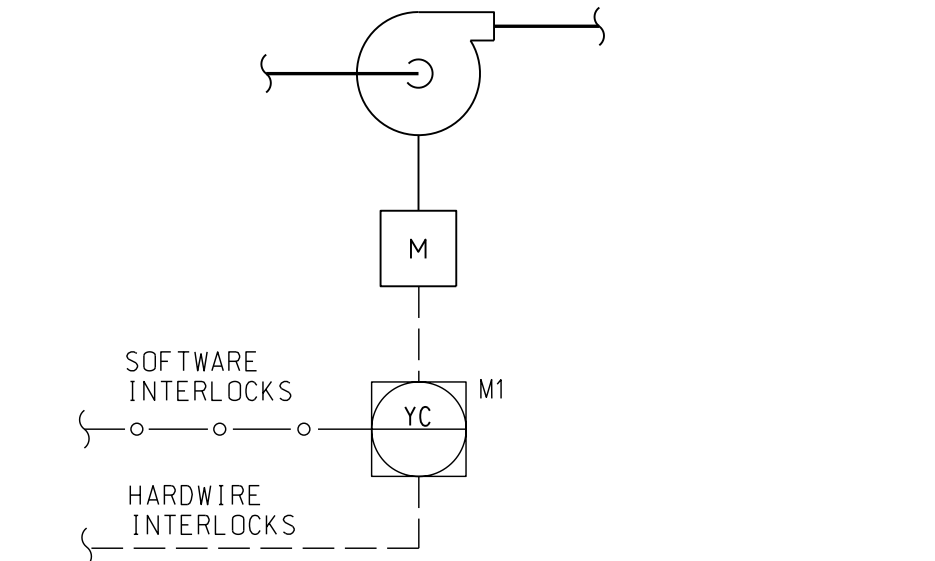 M
SOFTWARE
INTERLOCKS
M1
YC
HARDWIRE
INTERLOCKS